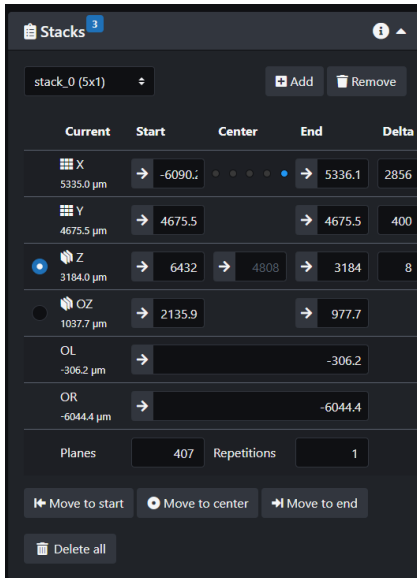 Stacks 3
stack_0 (5x1) Add Remove
Current Start Center End Delta
X
5335.0 µm -6090.2 5336.1 2856
Y
4675.5 µm 4675.5 4675.5 400
Z
3184.0 µm 6432 4808 3184 8
OZ
1037.7 µm 2135.9 977.7
OL
-306.2 µm -306.2
OR
-6044.4 µm -6044.4
Planes 407 Repetitions 1
Move to start Move to center Move to end
Delete all